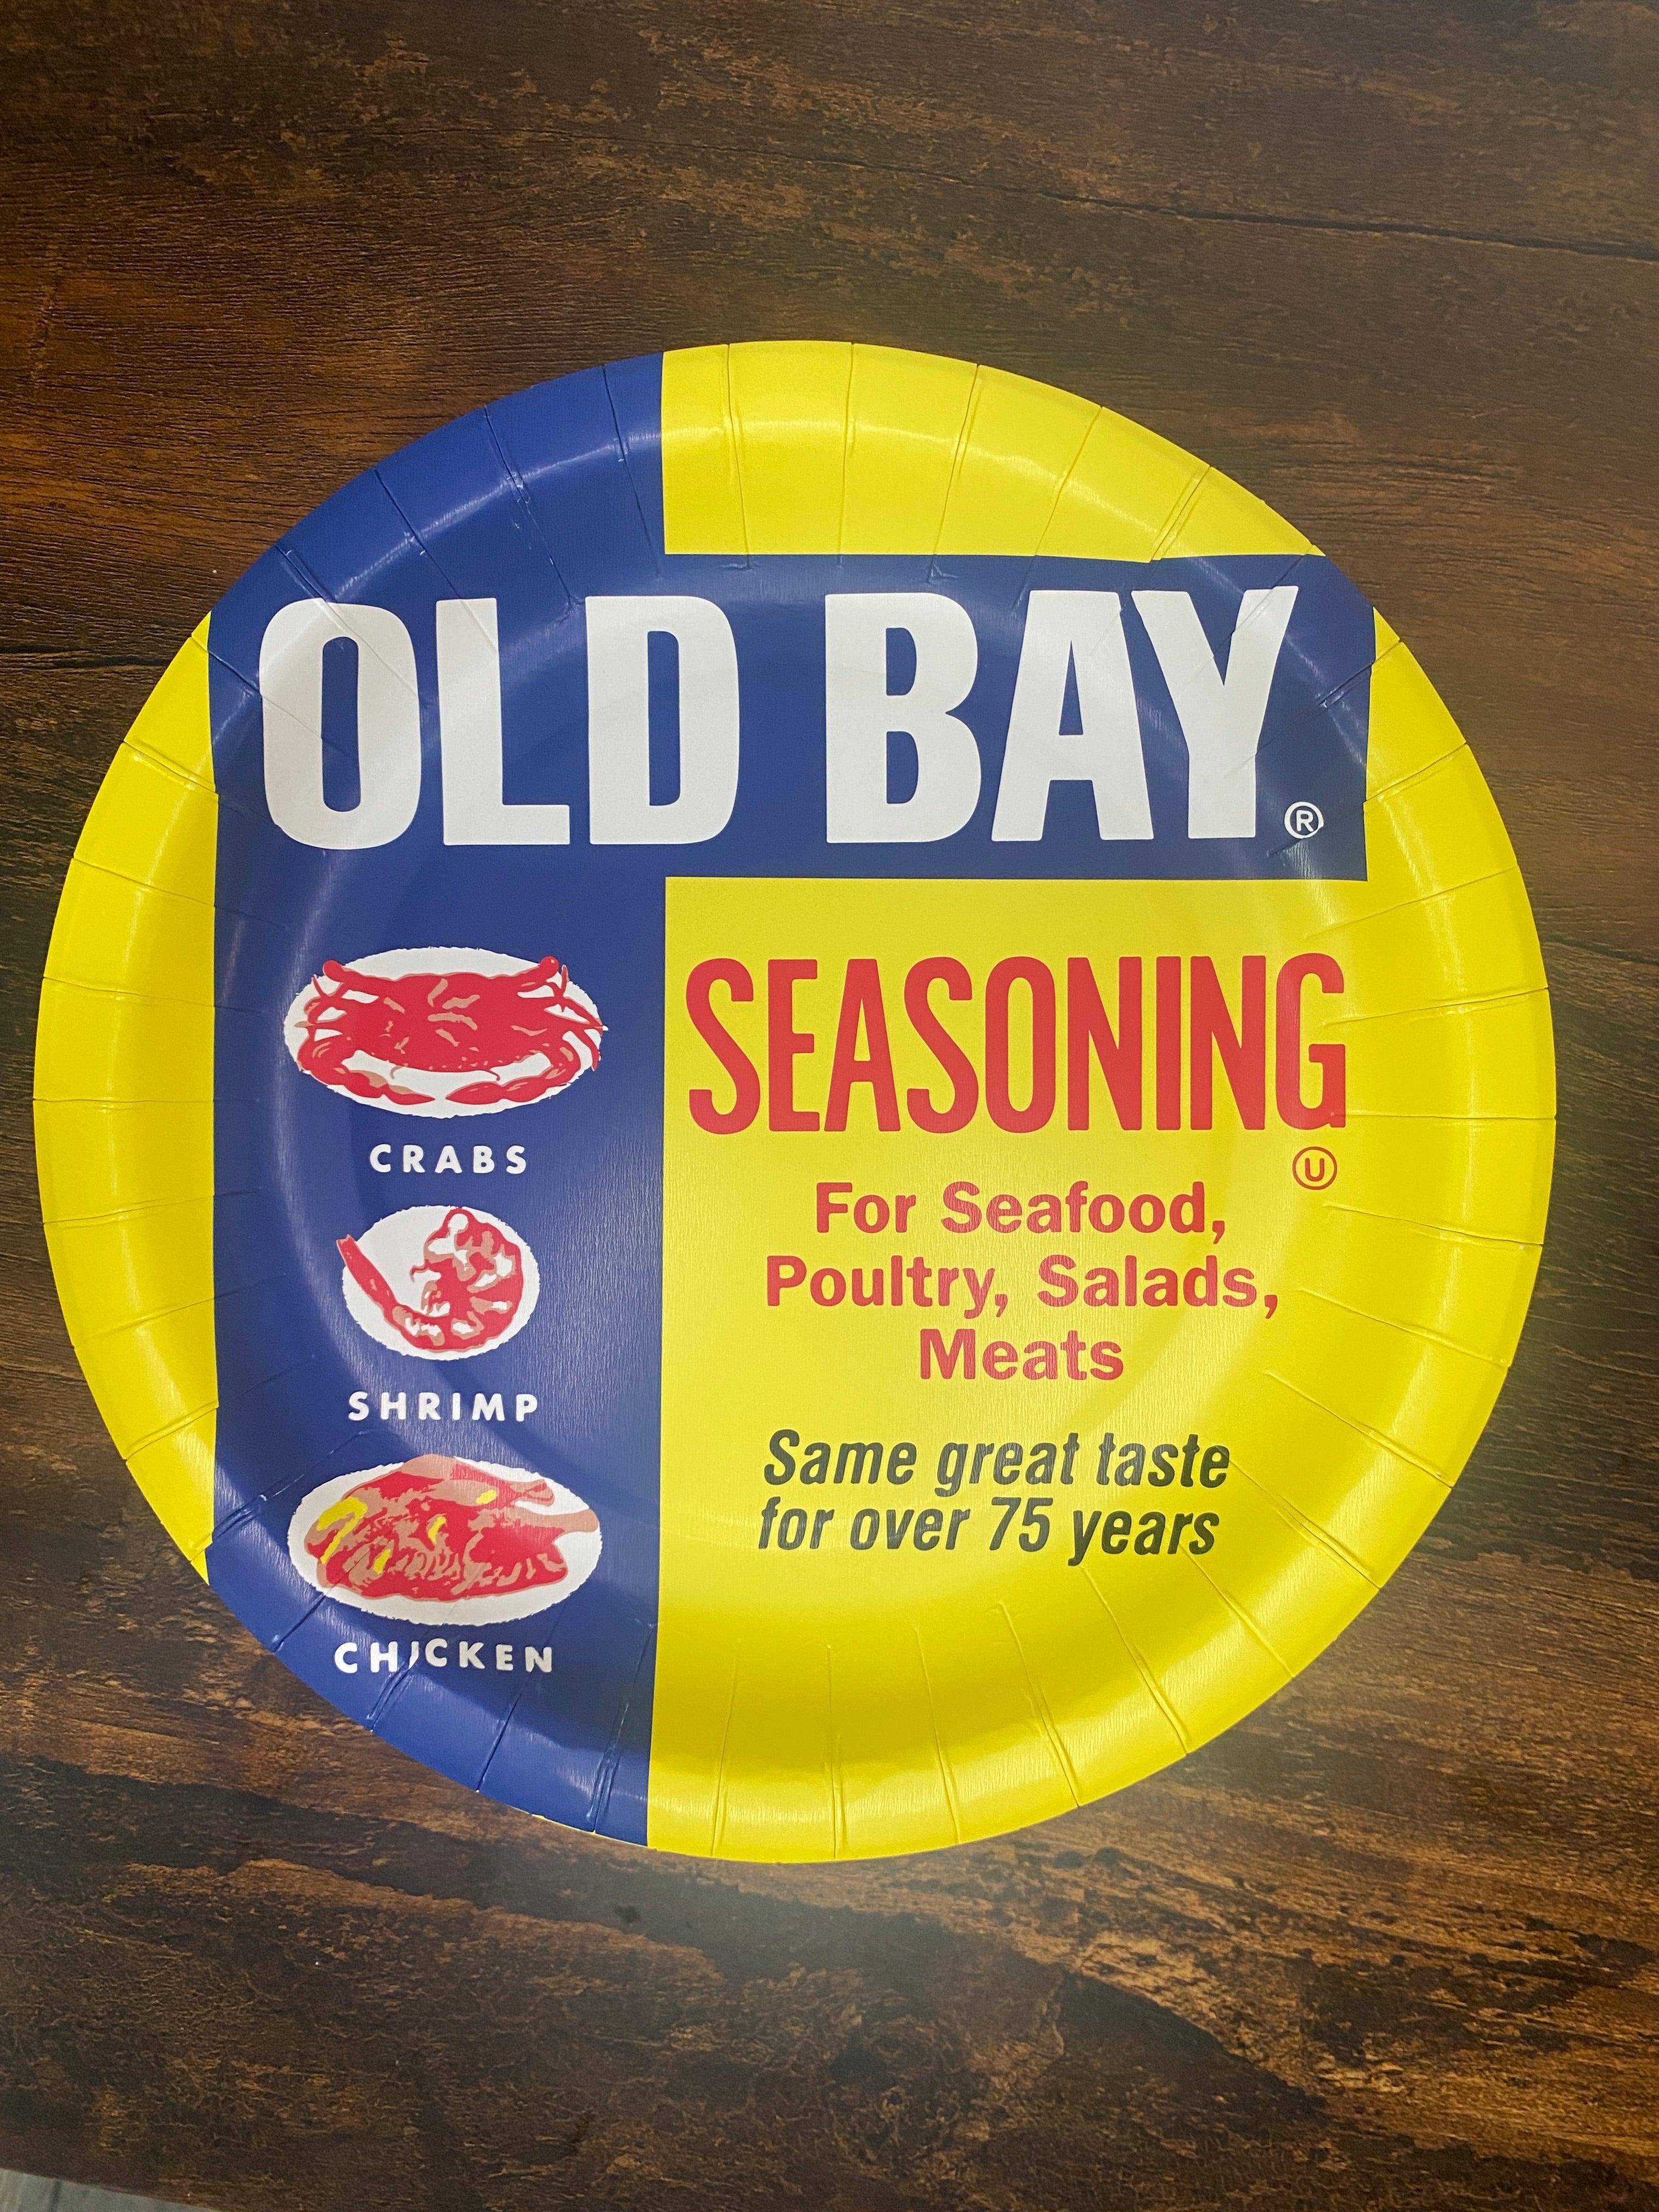 OLD BAY®
SEASONING
Ⓤ
For Seafood,
Poultry, Salads,
Meats
Same great taste
for over 75 years
CRABS
SHRIMP
CHICKEN